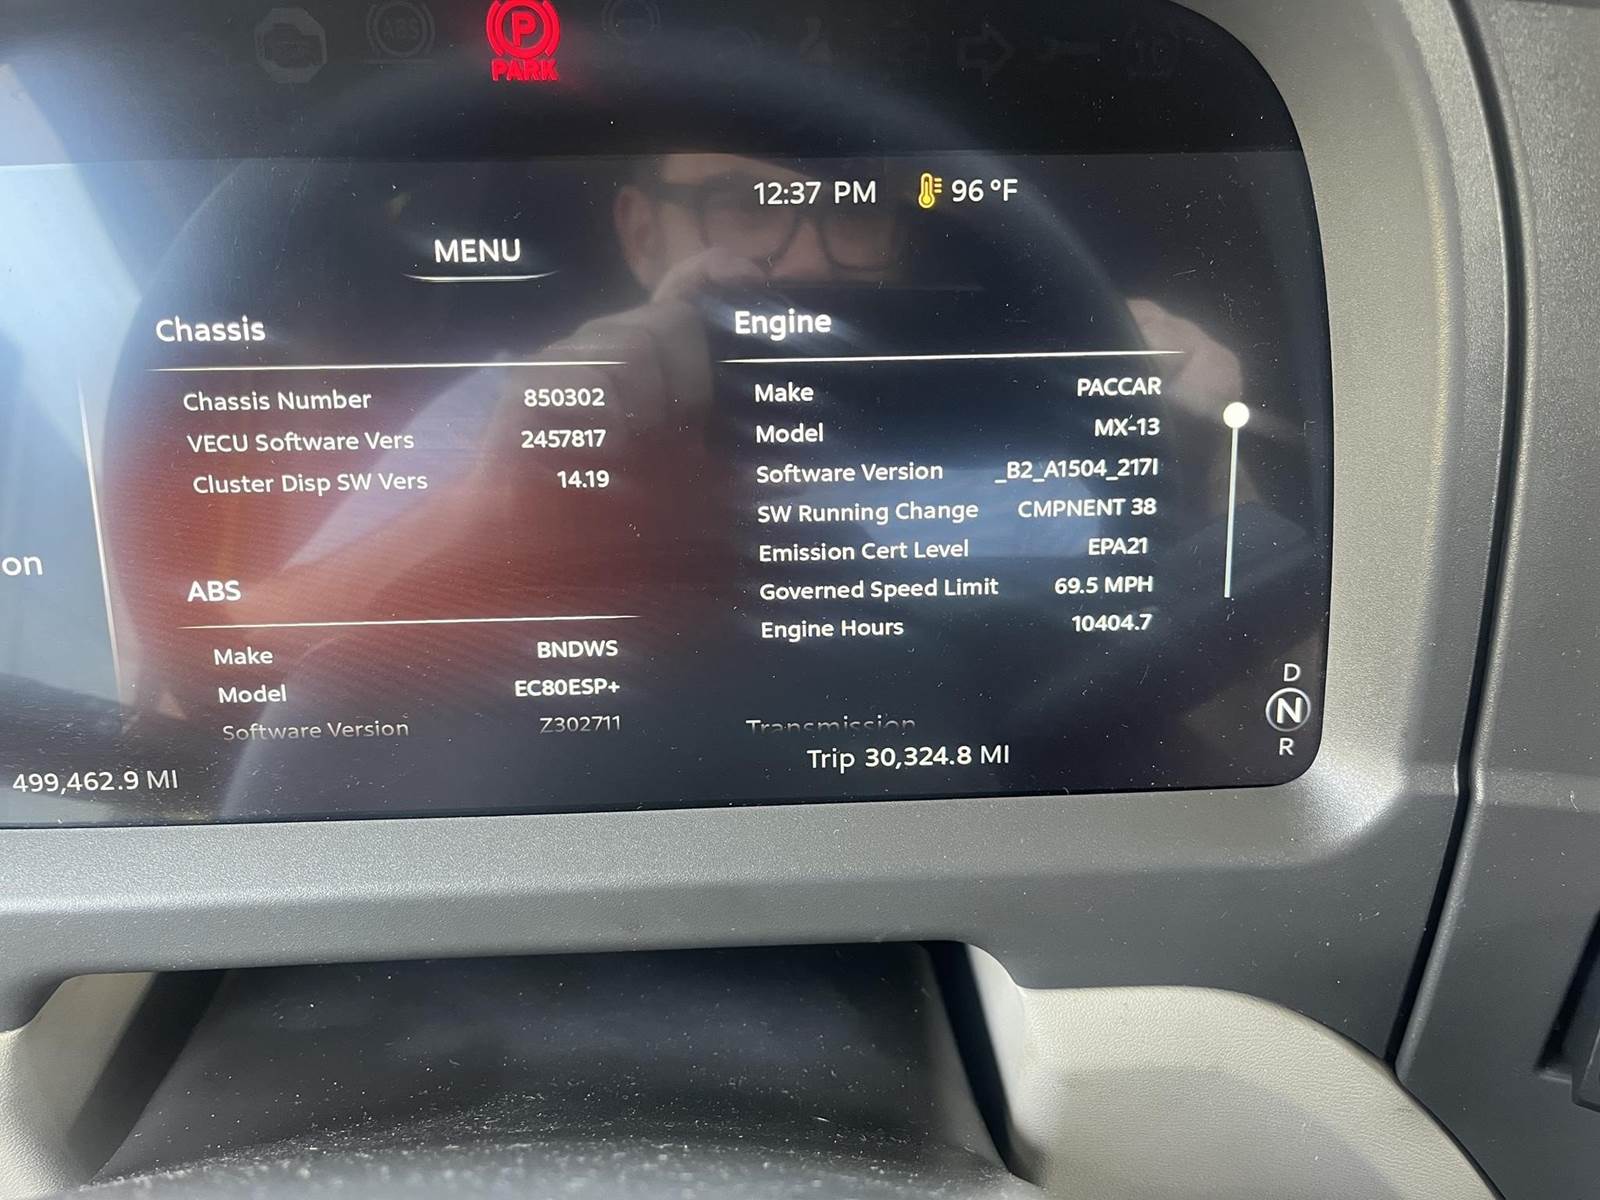 ABS
P
PARK
12:37 PM 96 °F
MENU
Chassis
Chassis Number 850302
VECU Software Vers 2457817
Cluster Disp SW Vers 14.19
ABS
Make BNDWS
Model EC80ESP+
Software Version Z302711
Engine
Make PACCAR
Model MX-13
Software Version _B2_A1504_217I
SW Running Change CMPNENT 38
Emission Cert Level EPA21
Governed Speed Limit 69.5 MPH
Engine Hours 10404.7
Transmission
on
D
N
R
499,462.9 MI
Trip 30,324.8 MI